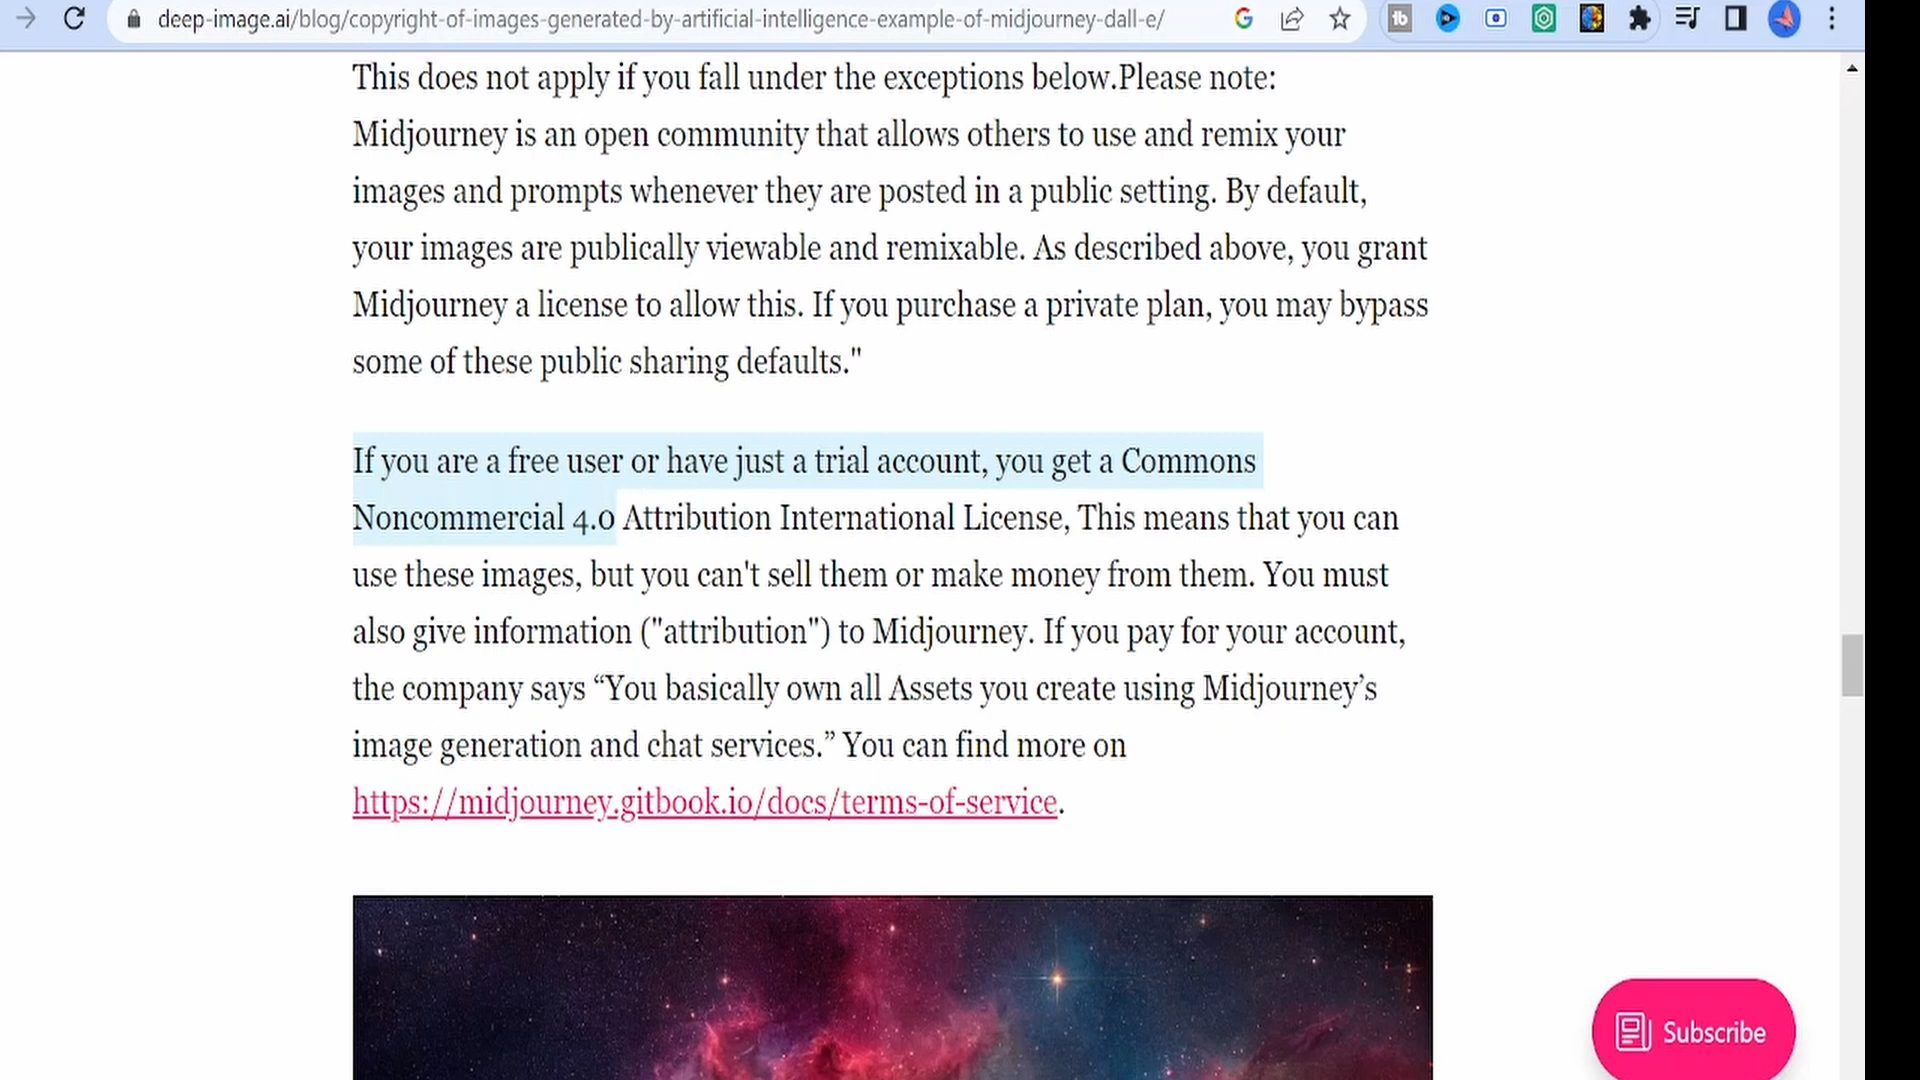 deep-image.ai/blog/copyright-of-images-generated-by-artificial-intelligence-example-of-midjourney-dall-e/
This does not apply if you fall under the exceptions below.Please note:
Midjourney is an open community that allows others to use and remix your
images and prompts whenever they are posted in a public setting. By default,
your images are publically viewable and remixable. As described above, you grant
Midjourney a license to allow this. If you purchase a private plan, you may bypass
some of these public sharing defaults."
If you are a free user or have just a trial account, you get a Commons
Noncommercial 4.0 Attribution International License, This means that you can
use these images, but you can't sell them or make money from them. You must
also give information ("attribution") to Midjourney. If you pay for your account,
the company says “You basically own all Assets you create using Midjourney’s
image generation and chat services.” You can find more on
https://midjourney.gitbook.io/docs/terms-of-service.
Subscribe